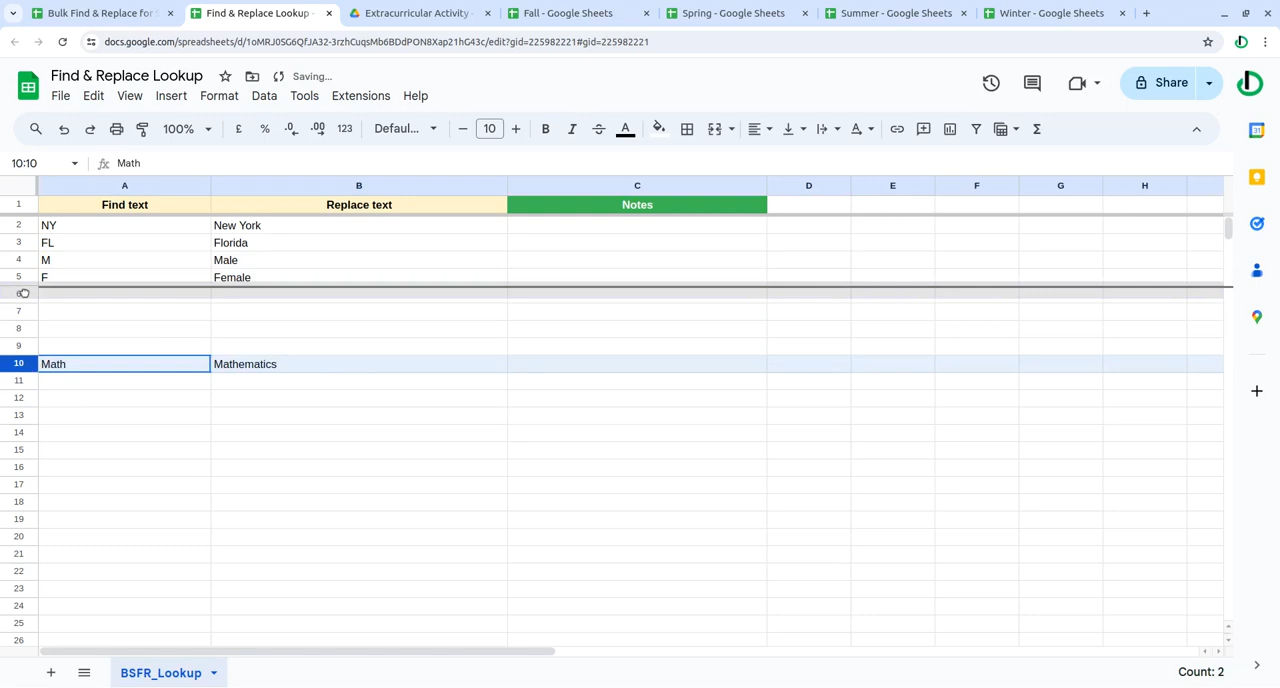 Bulk Find & Replace for S
Find & Replace Lookup -
Extracurricular Activity -
Fall - Google Sheets
Spring - Google Sheets
Summer - Google Sheets
Winter - Google Sheets
docs.google.com/spreadsheets/d/1oMRJ0SG6QfJA32-3rzhCuqsMb6BDdPON8Xap21hG43c/edit?gid=225982221#gid=225982221
Find & Replace Lookup Saving...
File Edit View Insert Format Data Tools Extensions Help
Share
100% £ % .0 .00 123 Defaul... 10 B I A Σ
10:10 fx Math
A B C D E F G H
1 Find text Replace text Notes
2 NY New York
3 FL Florida
4 M Male
5 F Female
6
7
8
9
10 Math Mathematics
11
12
13
14
15
16
17
18
19
20
21
22
23
24
25
26
BSFR_Lookup Count: 2